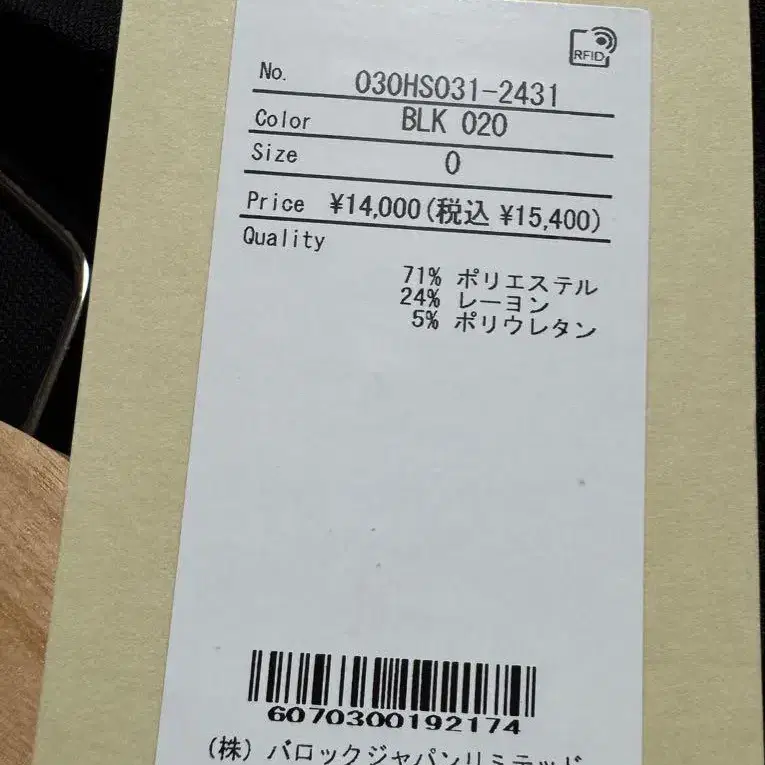 RFID
No. 030HS031-2431
Color BLK 020
Size 0
Price ¥14,000(税込 ¥15,400)
Quality
71% ポリエステル
24% レーヨン
5% ポリウレタン
6070300192174
(株) バロックジャパンリミテッド